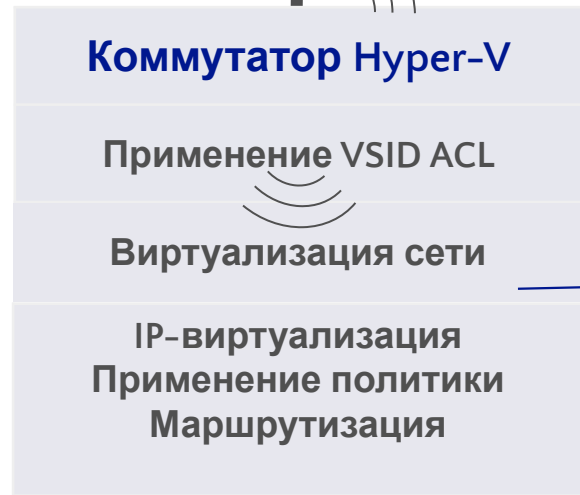 Коммутатор Hyper-V
Применение VSID ACL
Виртуализация сети
IP-виртуализация
Применение политики
Маршрутизация